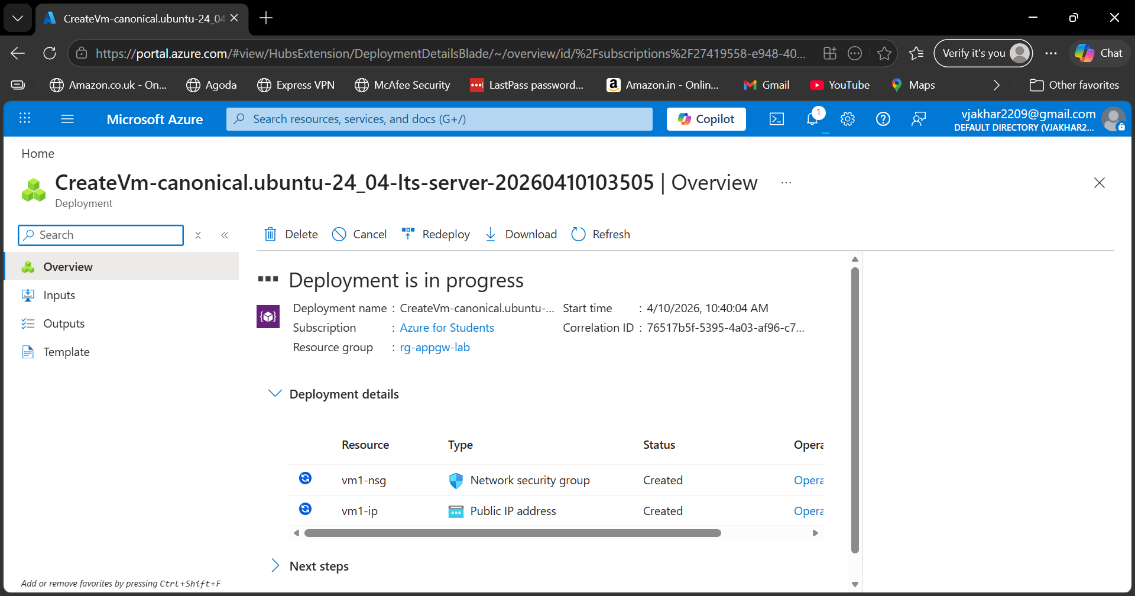 CreateVm-canonical.ubuntu-24_04
https://portal.azure.com/#view/HubsExtension/DeploymentDetailsBlade/~/overview/id/%2Fsubscriptions%2F27419558-e948-40...
Verify it's you
Chat
Amazon.co.uk - On...
Agoda
Express VPN
McAfee Security
LastPass password...
Amazon.in - Onlin...
Gmail
YouTube
Maps
Other favorites
Microsoft Azure
Search resources, services, and docs (G+/)
Copilot
1
vjakhar2209@gmail.com
DEFAULT DIRECTORY (VJAKHAR2...
Home
CreateVm-canonical.ubuntu-24_04-lts-server-20260410103505 | Overview ...
Deployment
Search
Delete
Cancel
Redeploy
Download
Refresh
Overview
Inputs
Outputs
Template
Deployment is in progress
Deployment name : CreateVm-canonical.ubuntu-...
Start time : 4/10/2026, 10:40:04 AM
Subscription : Azure for Students
Correlation ID : 76517b5f-5395-4a03-af96-c7...
Resource group : rg-appgw-lab
Deployment details
Resource Type Status Opera
vm1-nsg Network security group Created Opera
vm1-ip Public IP address Created Opera
Next steps
Add or remove favorites by pressing Ctrl+Shift+F